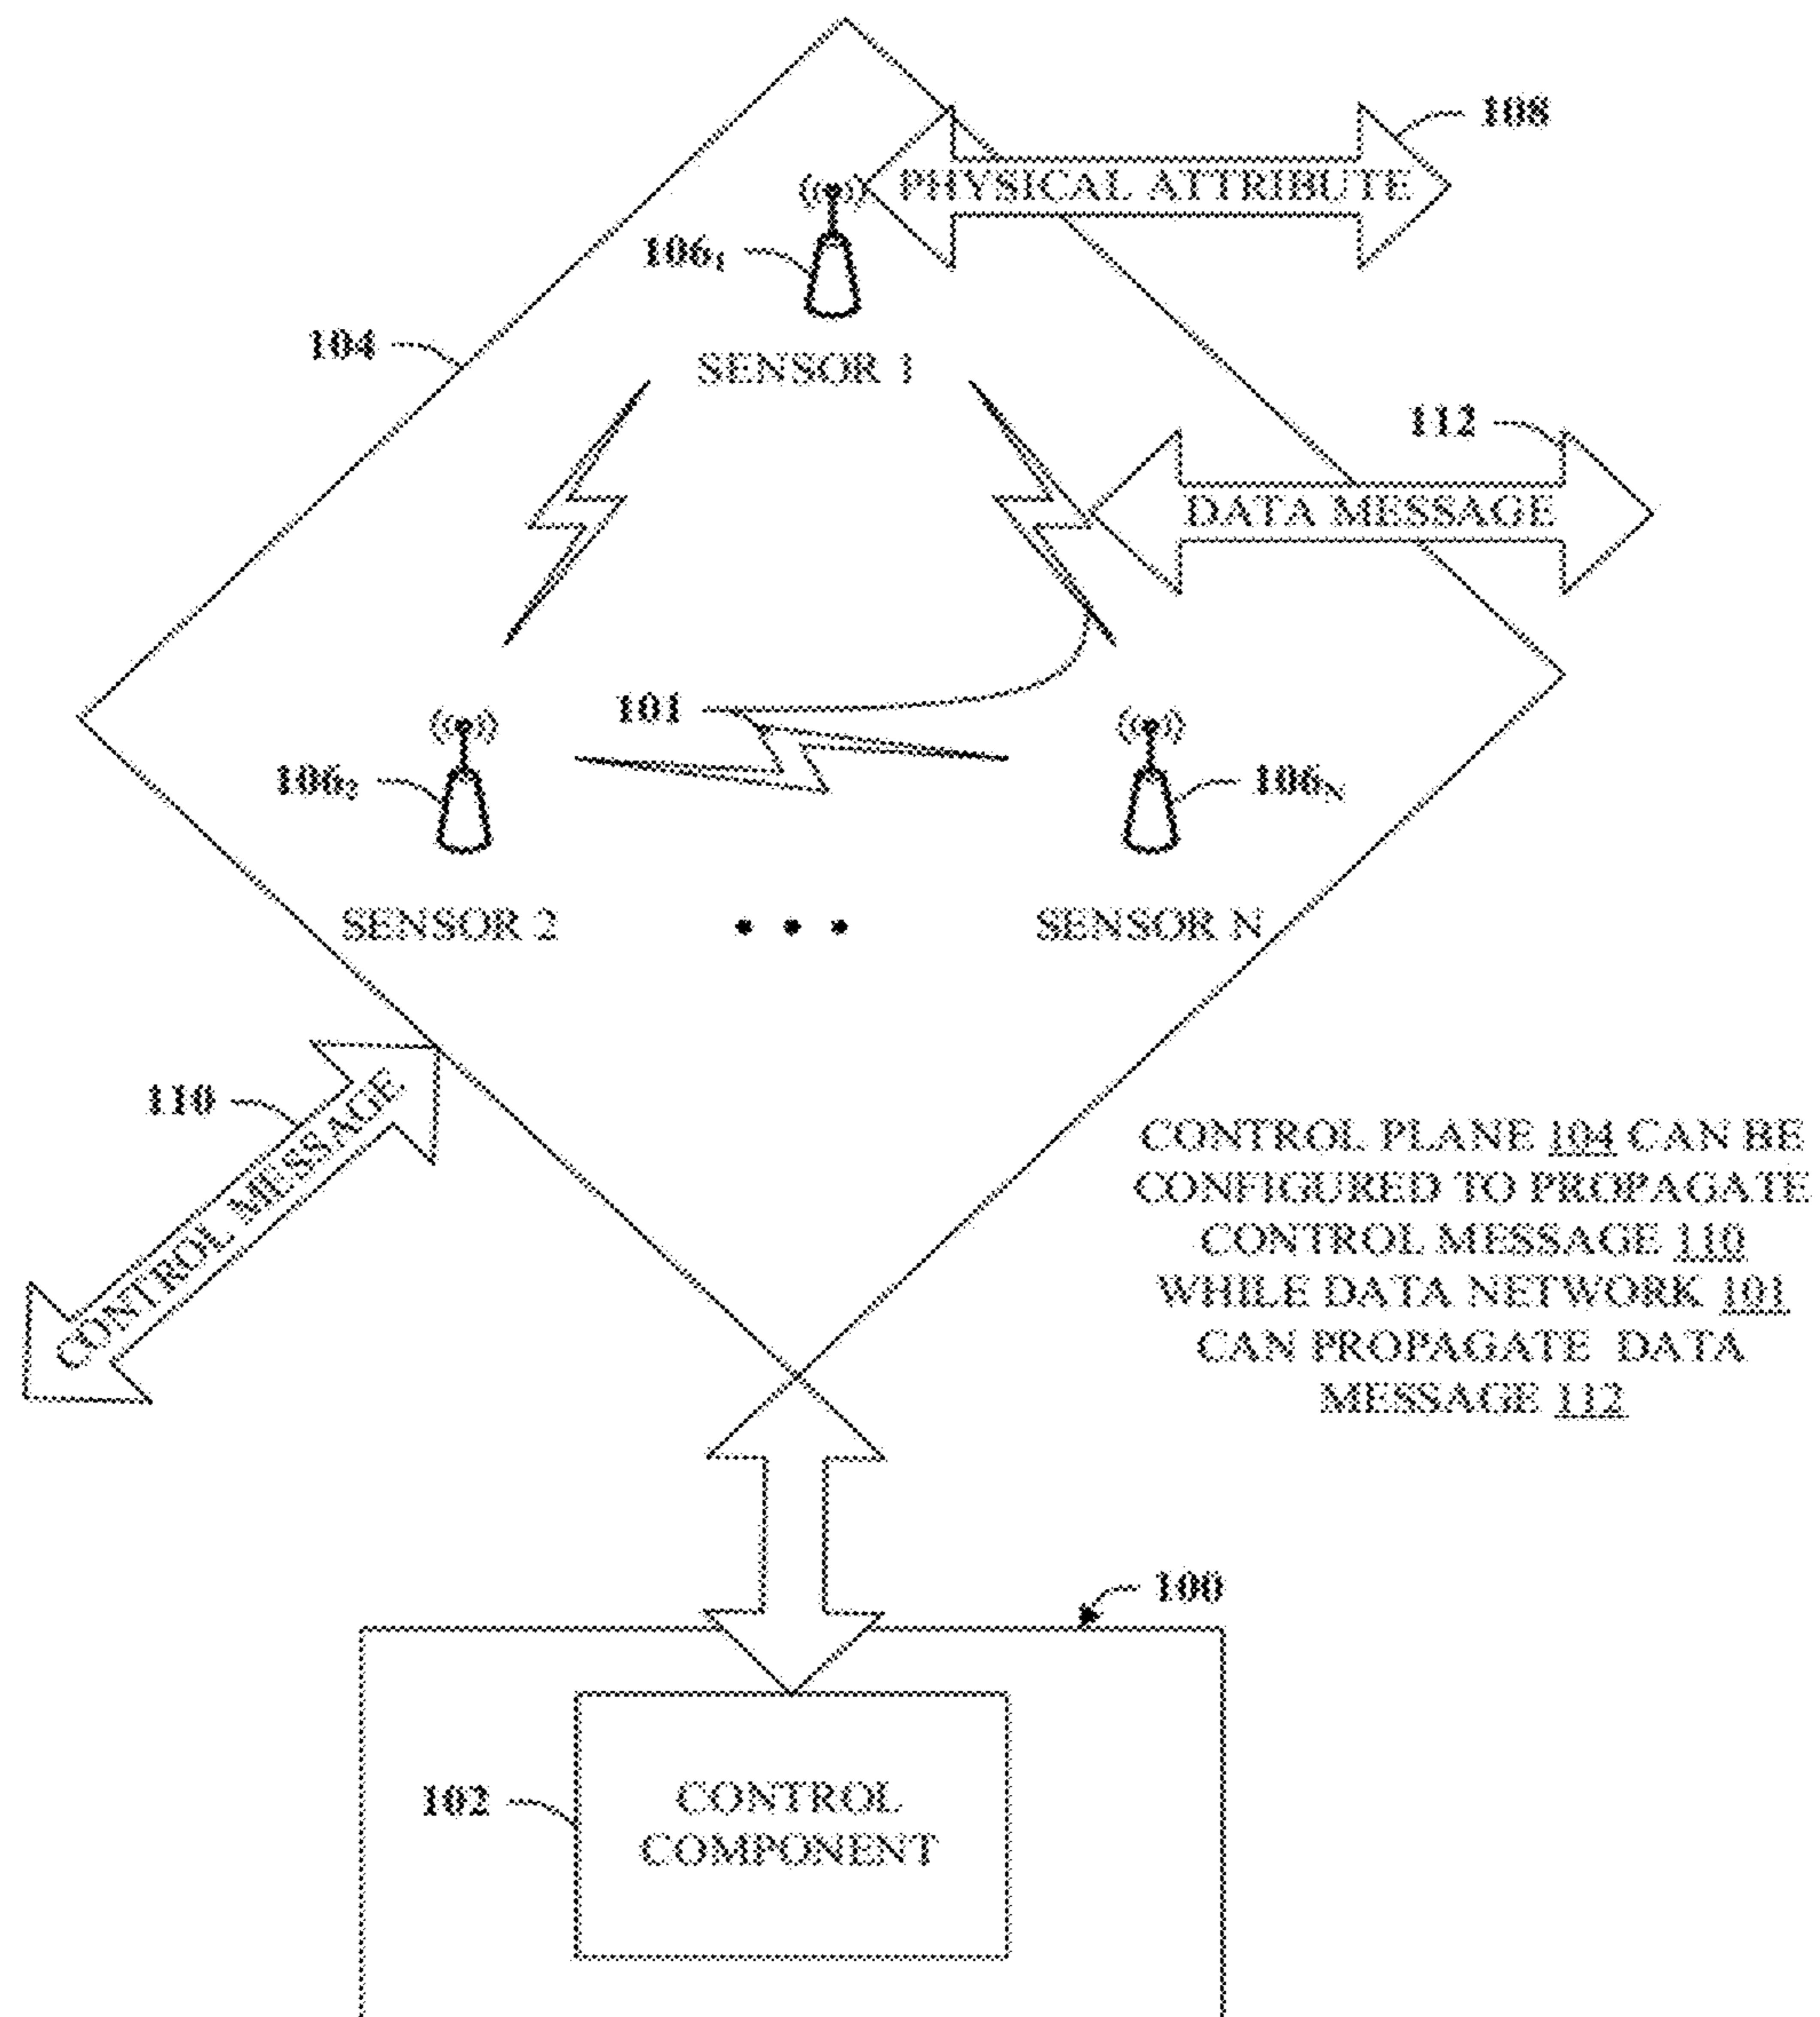 108
PHYSICAL ATTRIBUTE
106₁
104
SENSOR 1
112
DATA MESSAGE
101
106₂
106N
SENSOR 2
• • •
SENSOR N
110
CONTROL MESSAGE
CONTROL PLANE 104 CAN BE
CONFIGURED TO PROPAGATE
CONTROL MESSAGE 110
WHILE DATA NETWORK 101
CAN PROPAGATE DATA
MESSAGE 112
100
102
CONTROL
COMPONENT